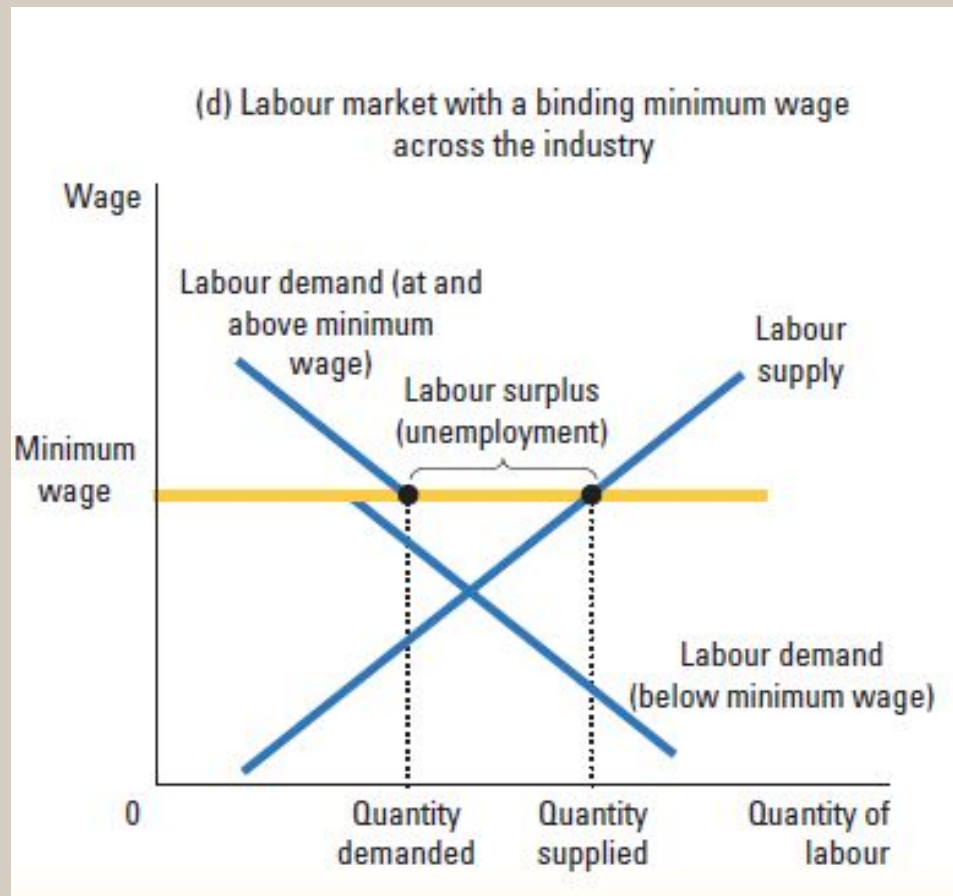 (d) Labour market with a binding minimum wage
across the industry
Wage
Labour demand (at and
above minimum
wage)
Labour
supply
Labour surplus
(unemployment)
Minimum
wage
Labour demand
(below minimum wage)
0
Quantity
demanded
Quantity
supplied
Quantity of
labour